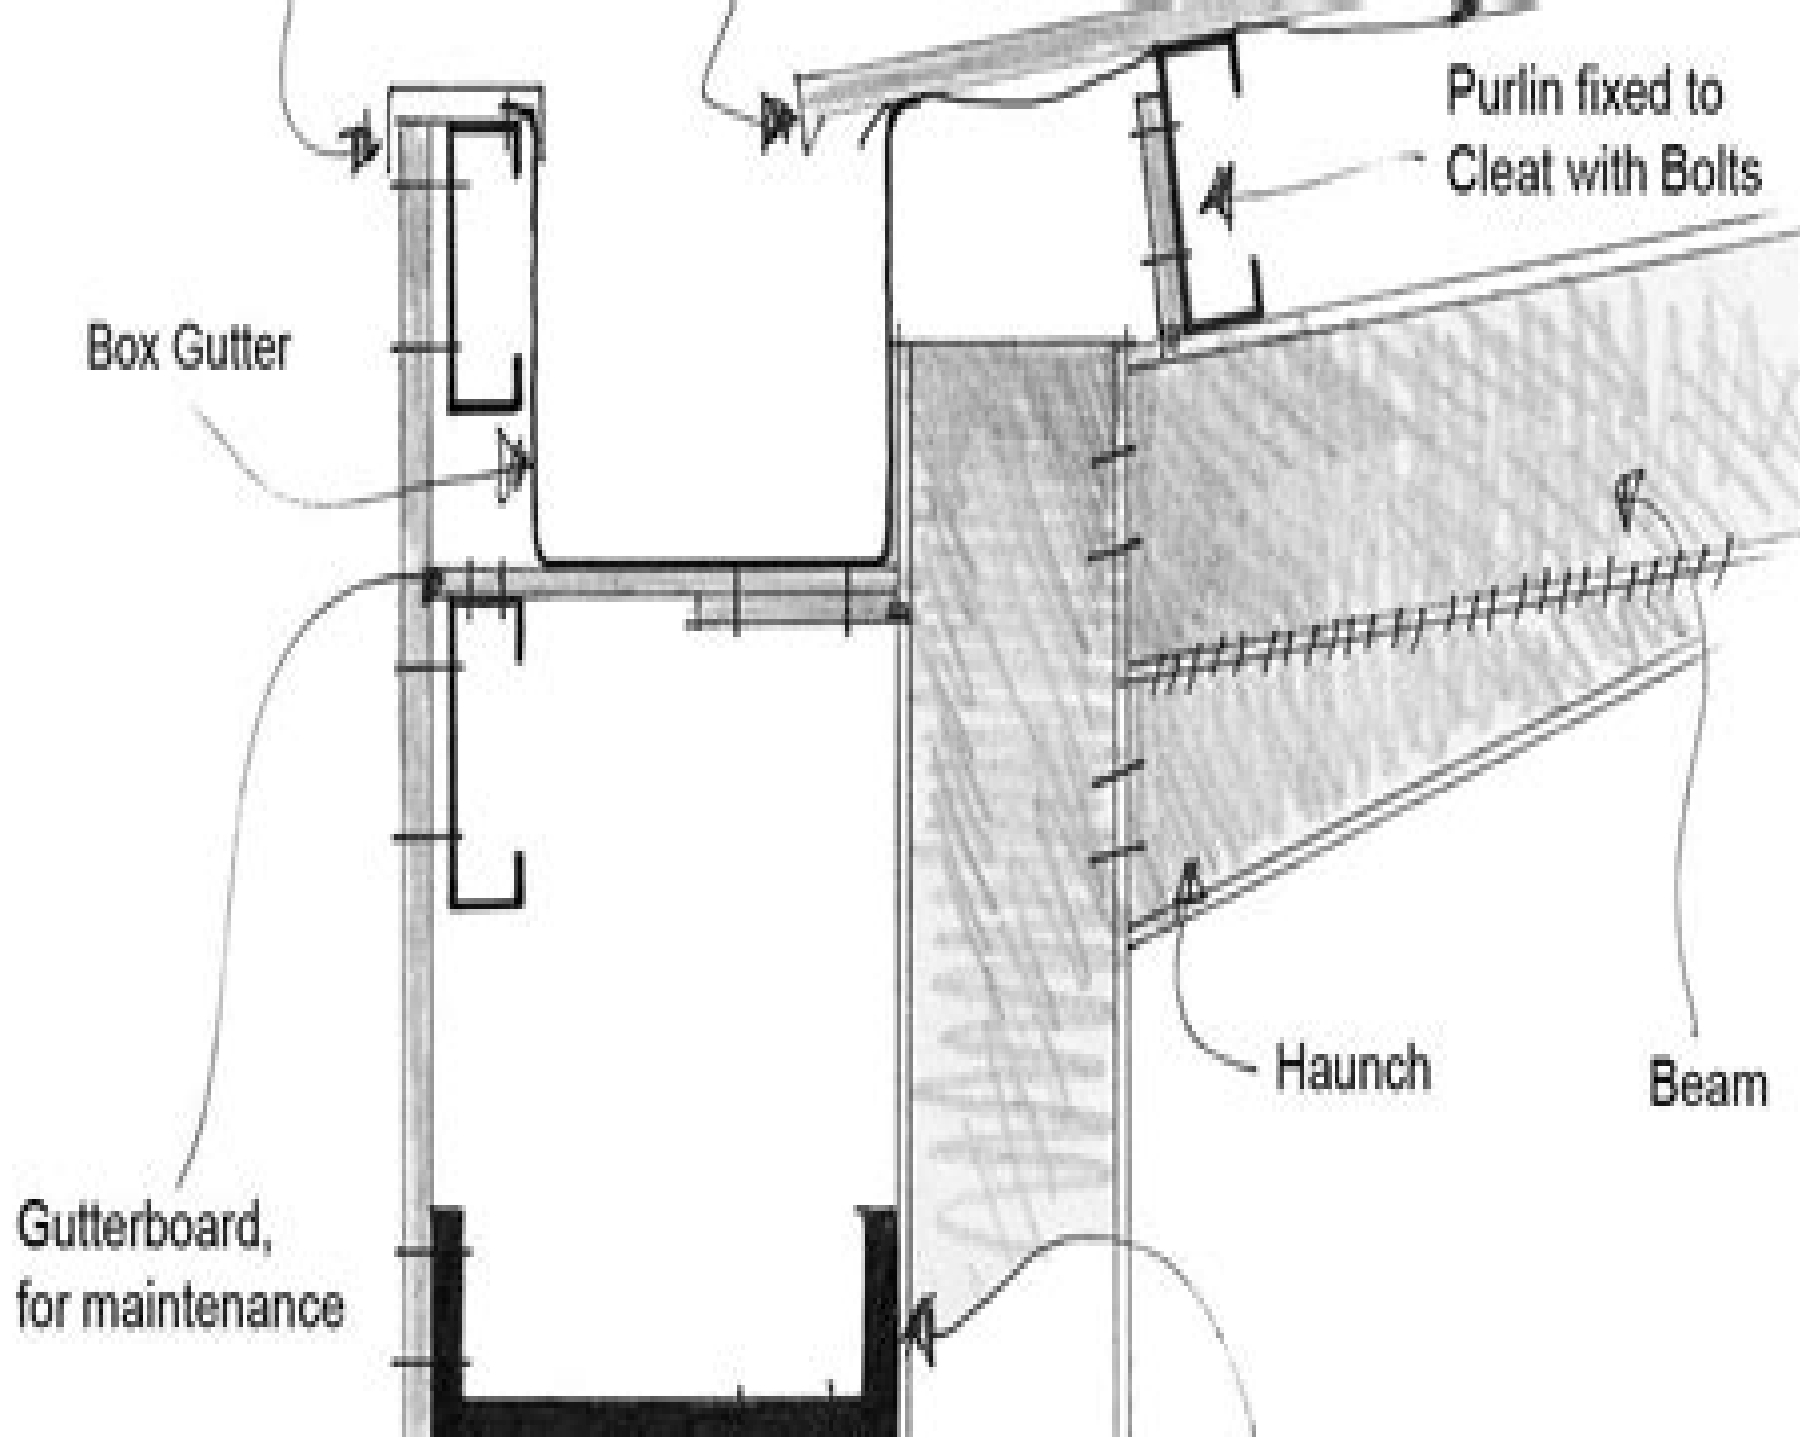 Purlin fixed to
Cleat with Bolts
Box Gutter
Haunch
Beam
Gutterboard,
for maintenance